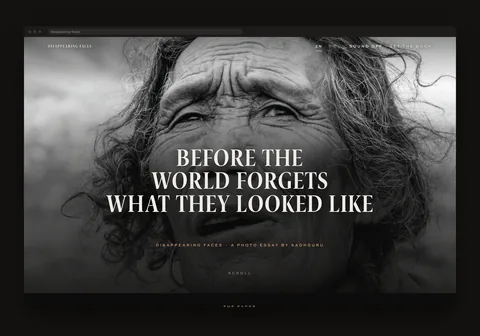 DISAPPEARING FACES
EN
SOUND OFF
BEFORE THE
WORLD FORGETS
WHAT THEY LOOKED LIKE
DISAPPEARING FACES · A PHOTO ESSAY BY SADHGURU
SCROLL